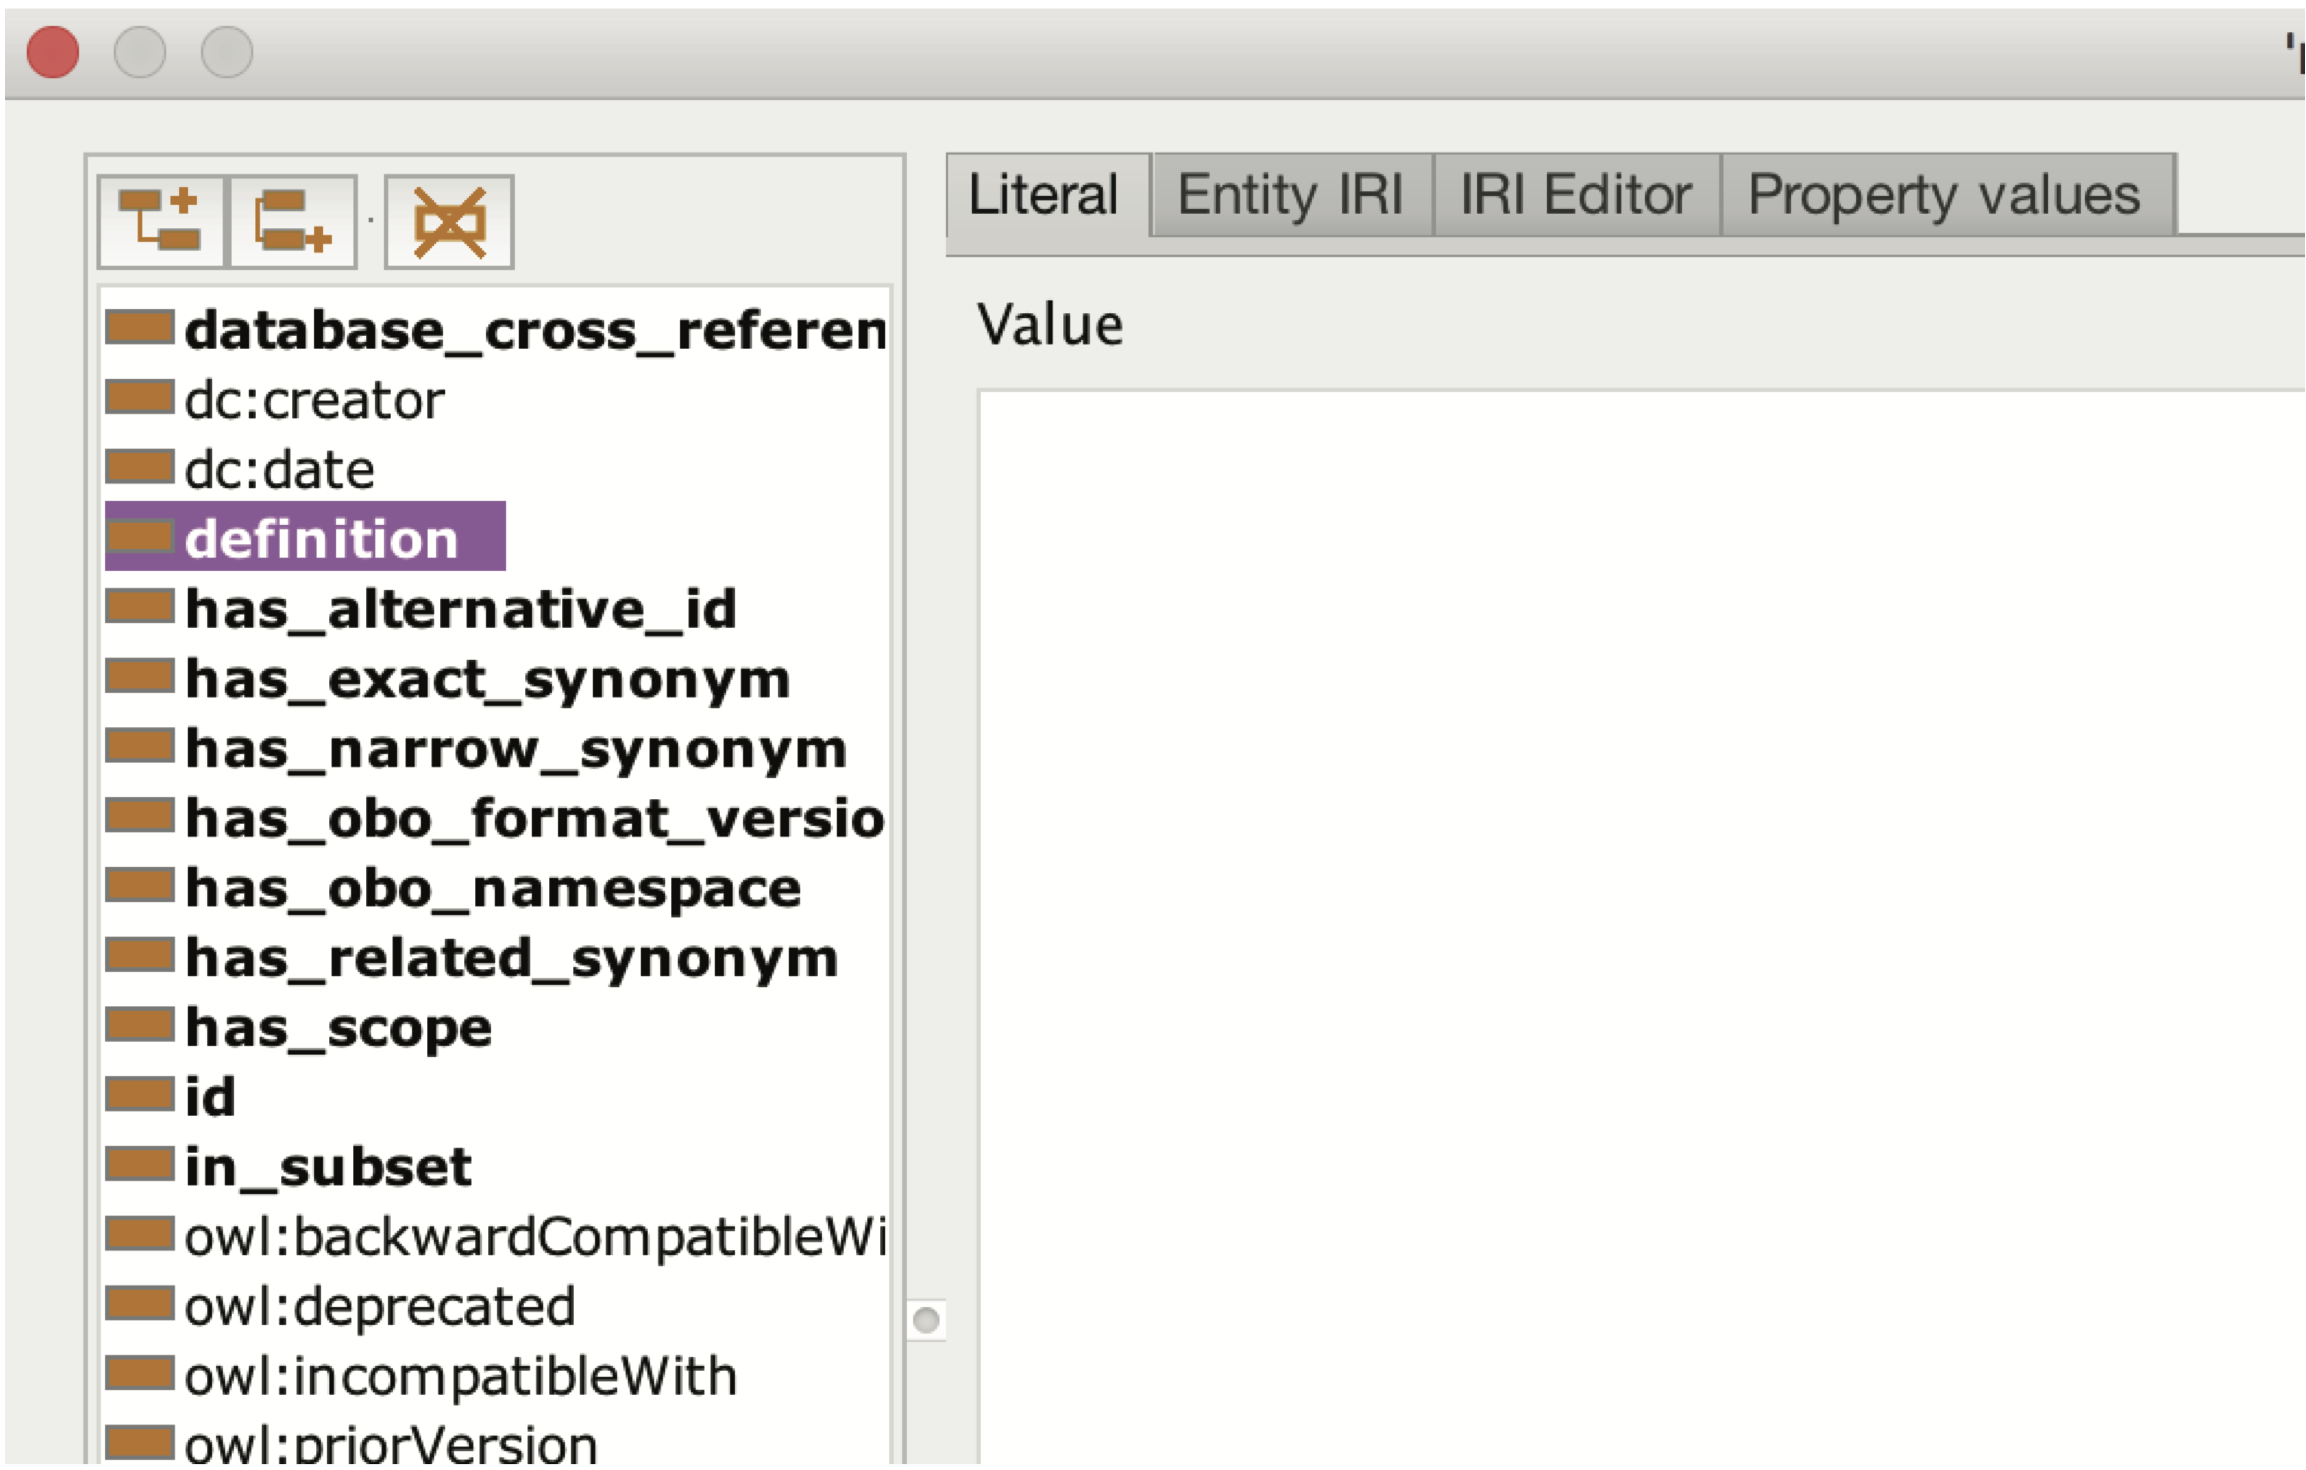 Literal
Entity IRI
IRI Editor
Property values
Value
database_cross_referen
dc:creator
dc:date
definition
has_alternative_id
has_exact_synonym
has_narrow_synonym
has_obo_format_versio
has_obo_namespace
has_related_synonym
has_scope
id
in_subset
owl:backwardCompatibleWi
owl:deprecated
owl:incompatibleWith
owl:priorVersion